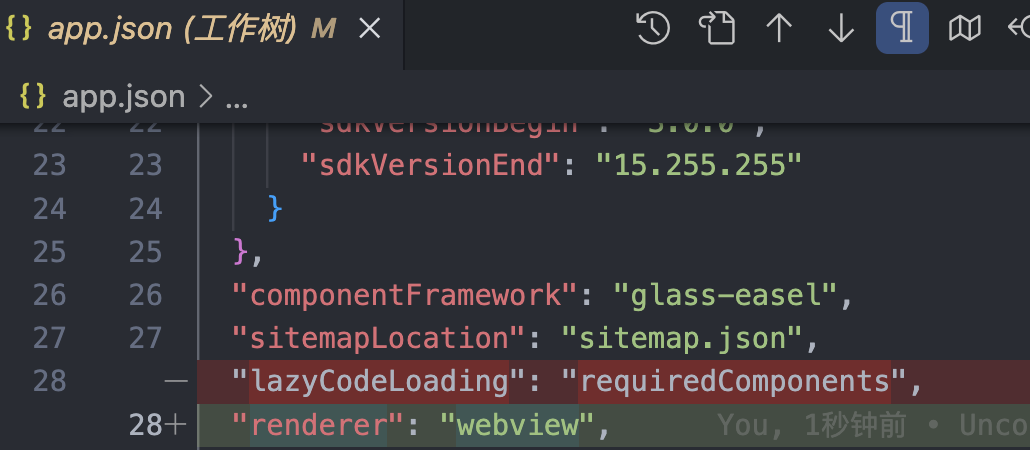 {} app.json (工作树) M
{} app.json > ...
22 22 "sdkVersionBegin": "3.0.0",
23 23 "sdkVersionEnd": "15.255.255"
24 24 }
25 25 },
26 26 "componentFramework": "glass-easel",
27 27 "sitemapLocation": "sitemap.json",
28 — "lazyCodeLoading": "requiredComponents",
28+ "renderer": "webview", You, 1秒钟前 • Unco